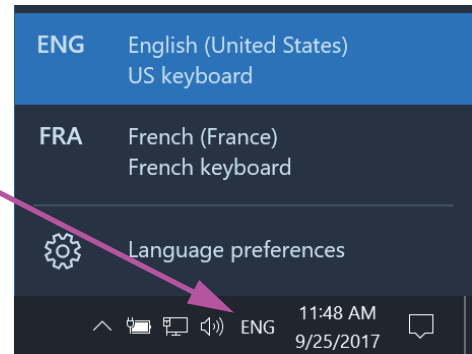 ENG English (United States)
US keyboard
FRA French (France)
French keyboard
Language preferences
ENG 11:48 AM
9/25/2017